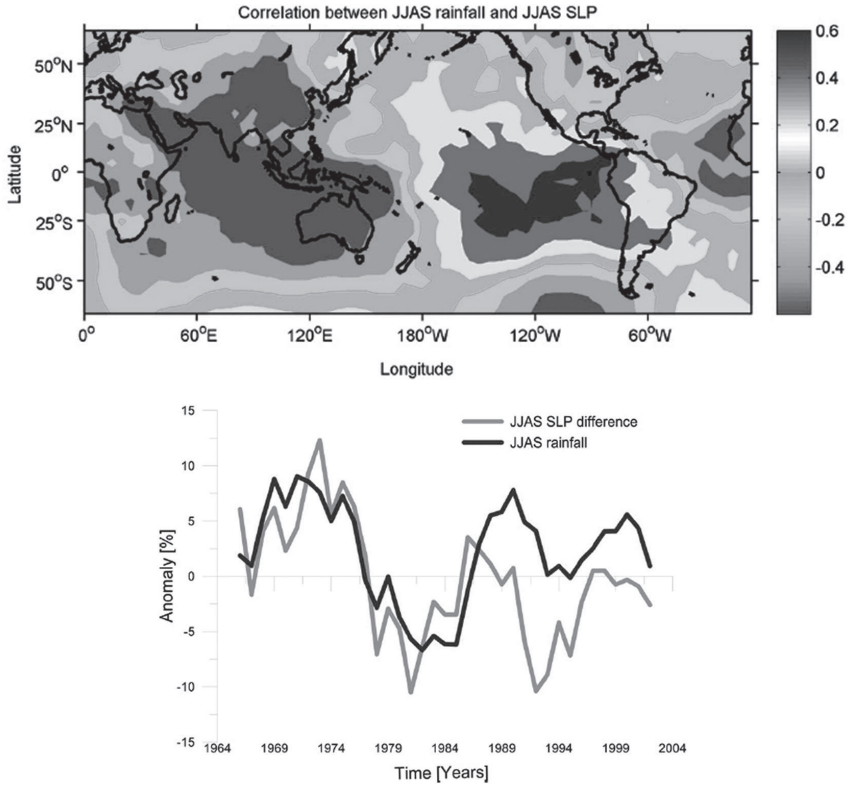 Correlation between JJAS rainfall and JJAS SLP
50°N
25°N
0°
25°S
50°S
Latitude
0°
60°E
120°E
180°W
120°W
60°W
Longitude
0.6
0.4
0.2
0
-0.2
-0.4
JJAS SLP difference
JJAS rainfall
15
10
5
0
-5
-10
-15
Anomaly [%]
1964 1969 1974 1979 1984 1989 1994 1999 2004
Time [Years]